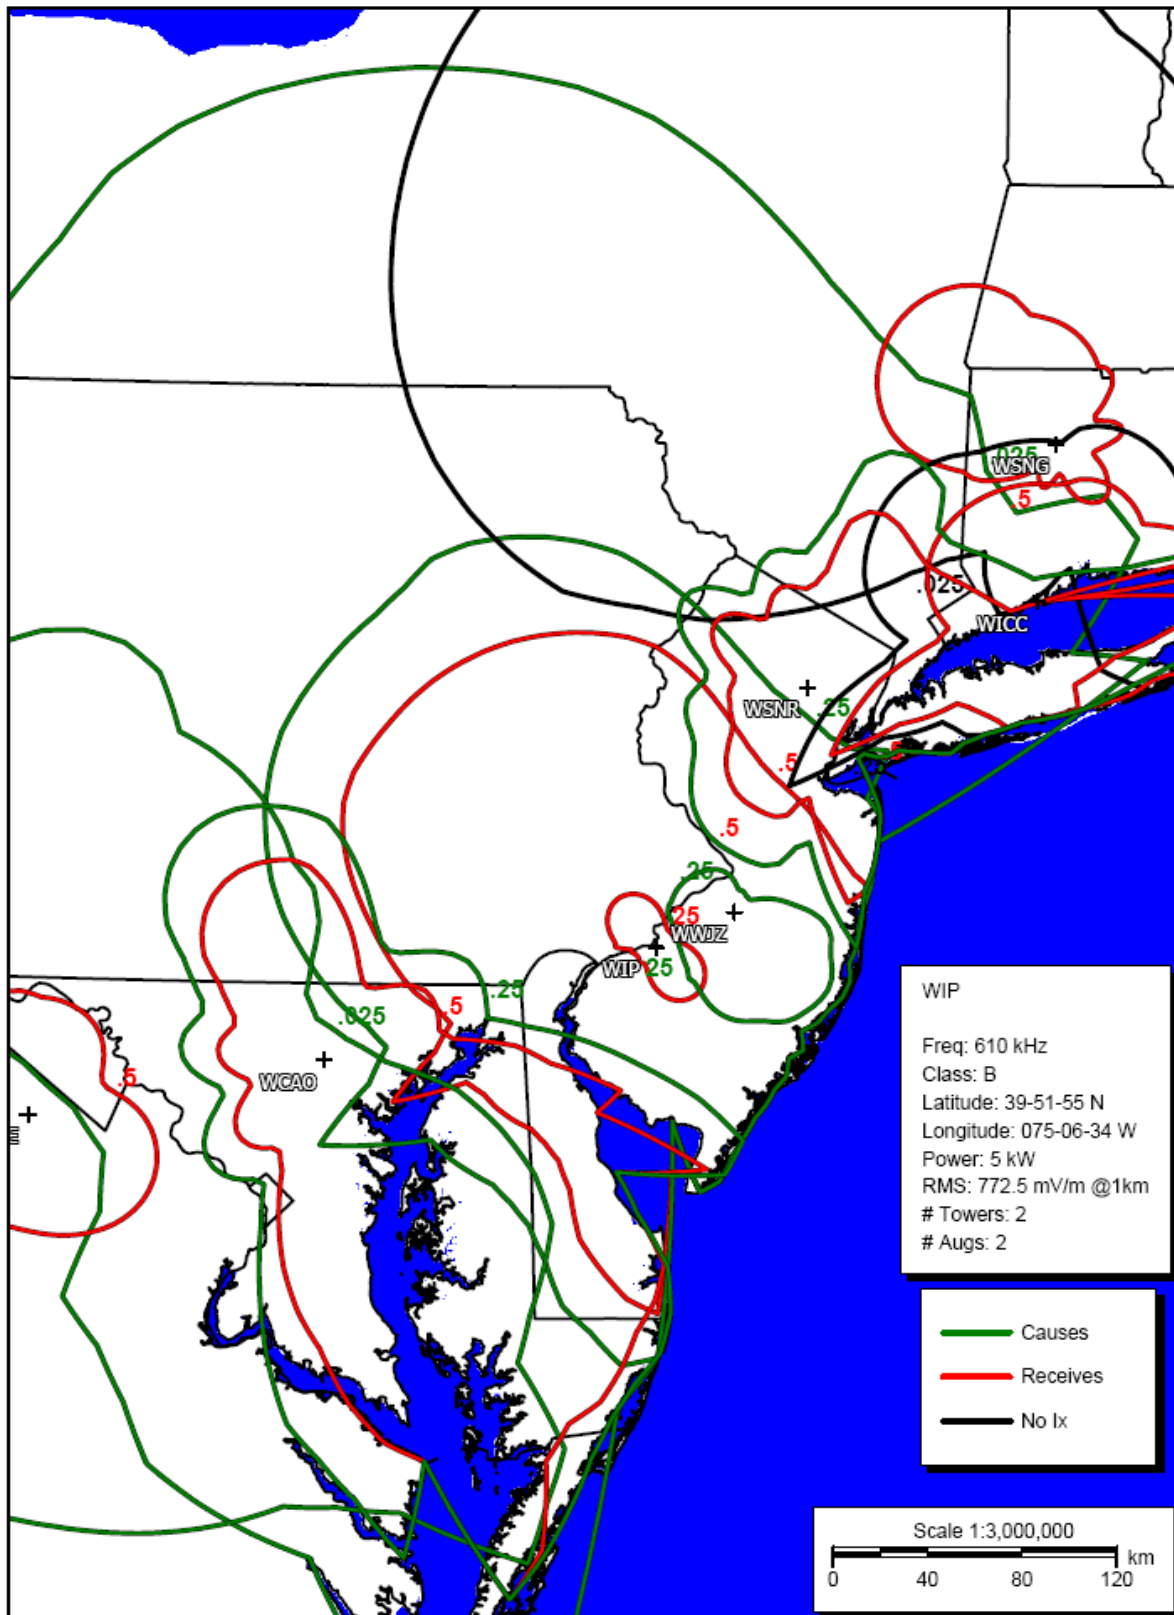 .025
WSNG
.5
.025
WICC
WSNR
.25
.5
.5
.5
.25
25
WWJZ
WIP
25
.25
.5
.025
WCAO
.5
WIP
Freq: 610 kHz
Class: B
Latitude: 39-51-55 N
Longitude: 075-06-34 W
Power: 5 kW
RMS: 772.5 mV/m @1km
# Towers: 2
# Augs: 2
Causes
Receives
No Ix
Scale 1:3,000,000
km
0 40 80 120